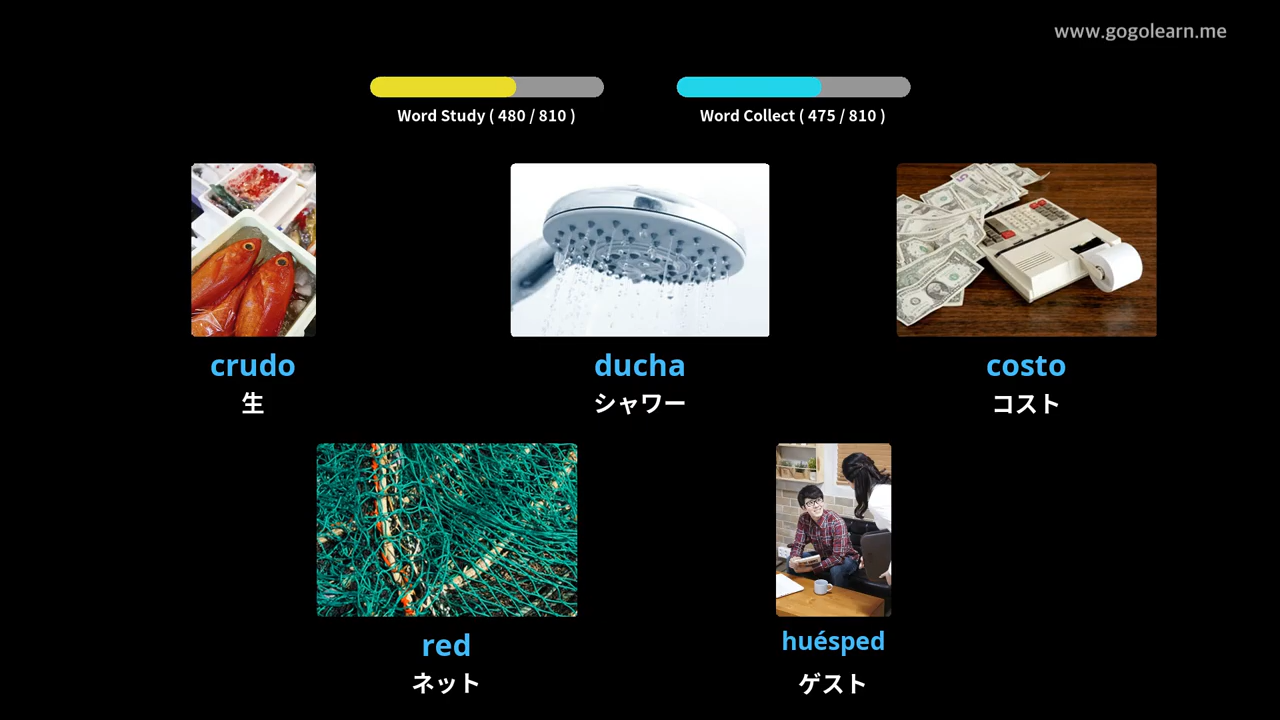 www.gogolearn.me
Word Study ( 480 / 810 )
Word Collect ( 475 / 810 )
crudo
生
ducha
シャワー
costo
コスト
red
ネット
huésped
ゲスト